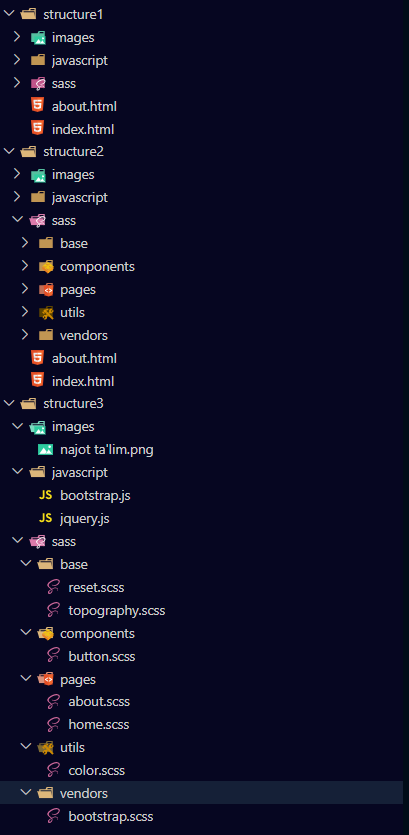 structure1
images
javascript
sass
about.html
index.html
structure2
images
javascript
sass
base
components
pages
utils
vendors
about.html
index.html
structure3
images
najot ta'lim.png
javascript
JS bootstrap.js
JS jquery.js
sass
base
reset.scss
topography.scss
components
button.scss
pages
about.scss
home.scss
utils
color.scss
vendors
bootstrap.scss